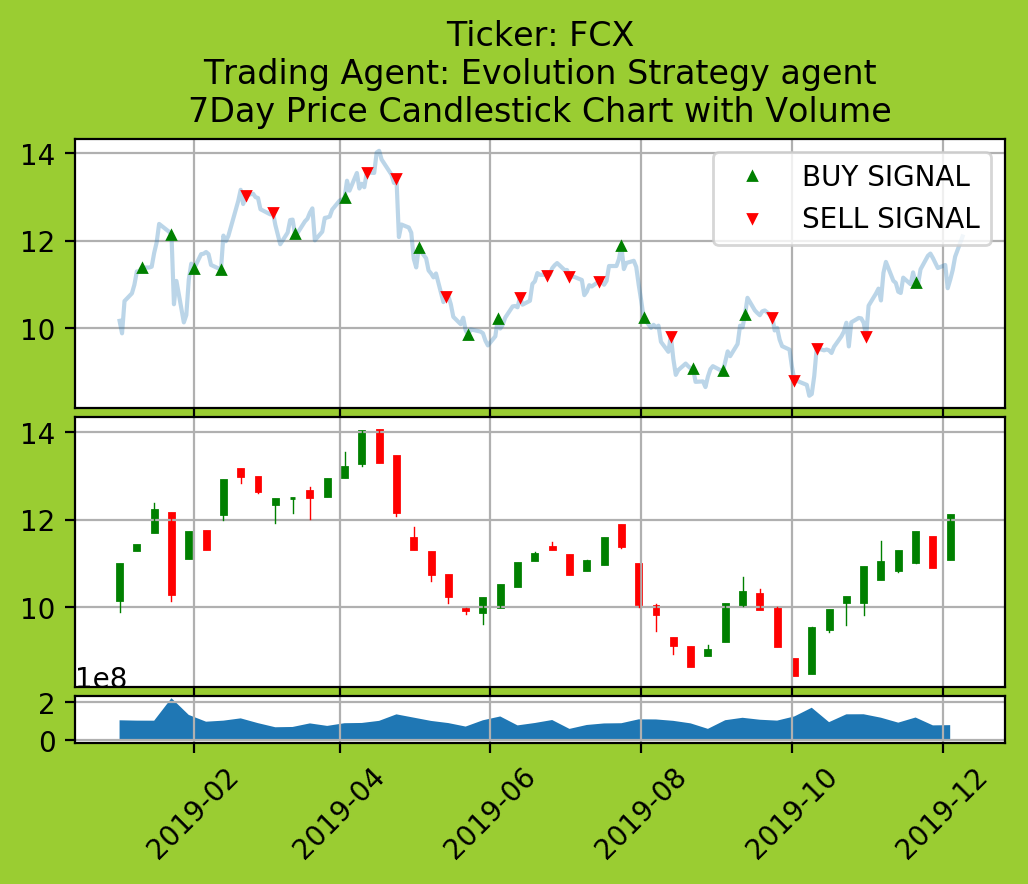 Ticker: FCX
Trading Agent: Evolution Strategy agent
7Day Price Candlestick Chart with Volume
14
12
10
BUY SIGNAL
SELL SIGNAL
14
12
10
1e8
2
0
2019-02
2019-04
2019-06
2019-08
2019-10
2019-12